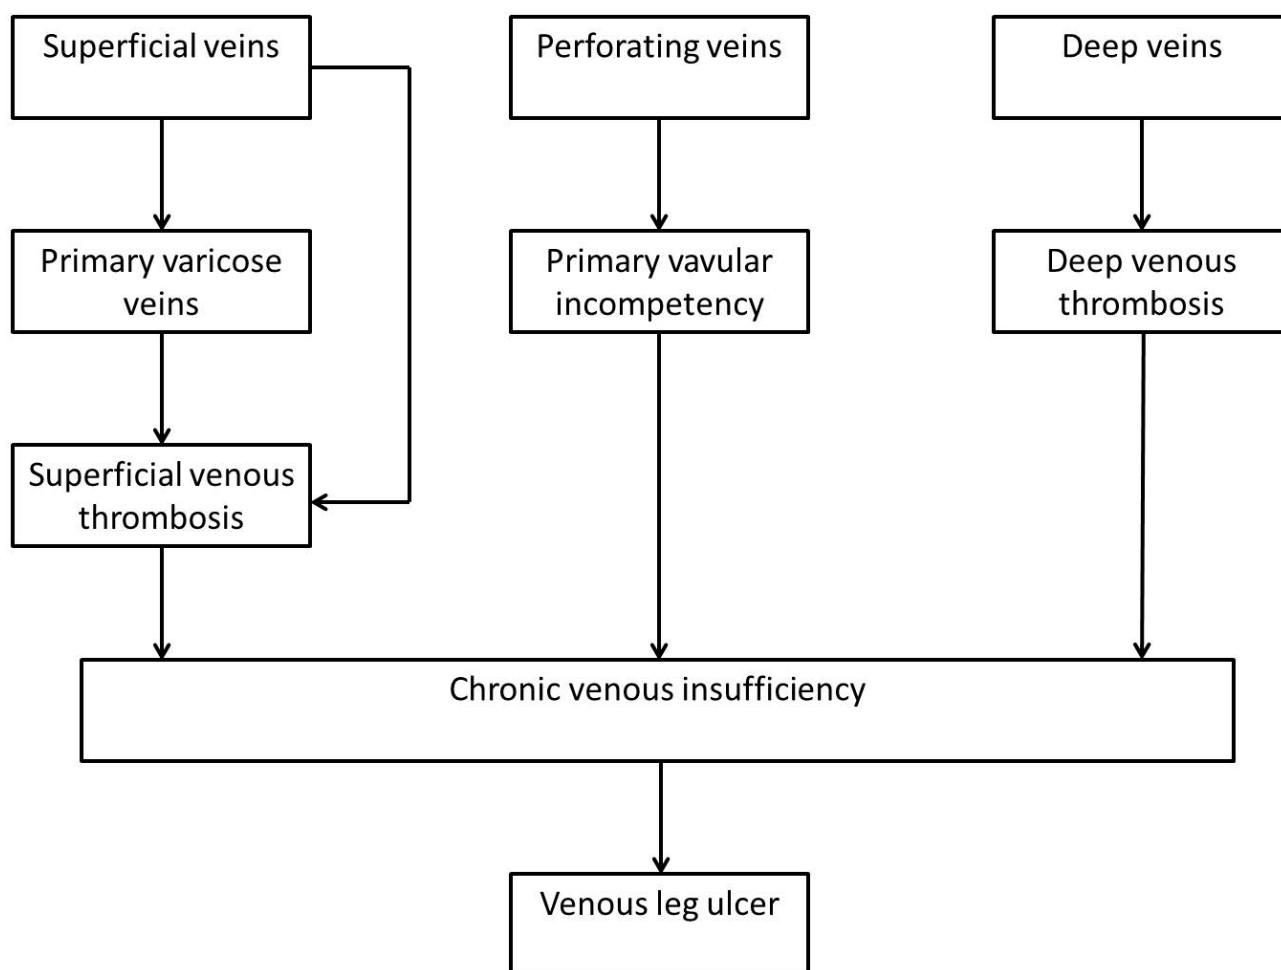 Superficial veins
Perforating veins
Deep veins
Primary varicose
veins
Primary vavular
incompetency
Deep venous
thrombosis
Superficial venous
thrombosis
Chronic venous insufficiency
Venous leg ulcer